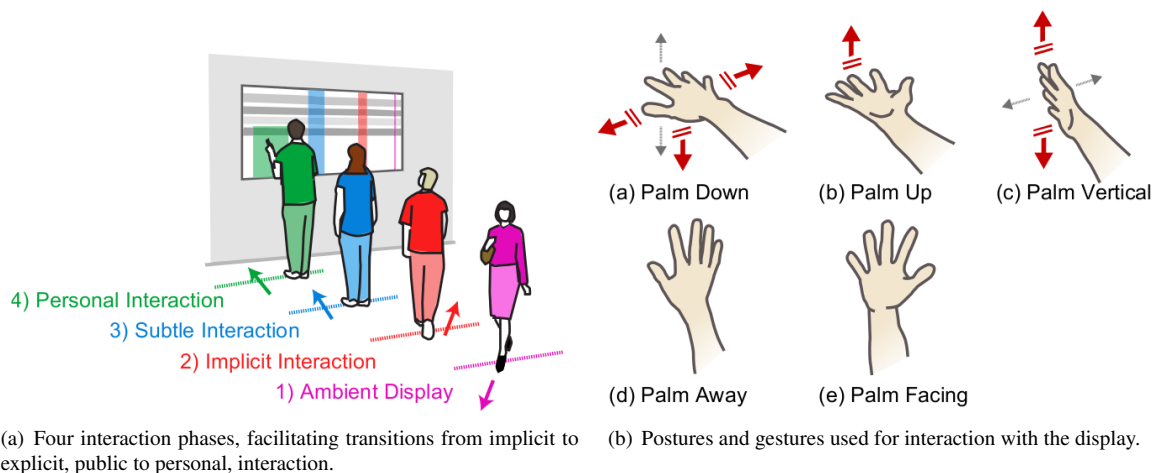 4) Personal Interaction
3) Subtle Interaction
2) Implicit Interaction
1) Ambient Display
(a) Four interaction phases, facilitating transitions from implicit to
explicit, public to personal, interaction.
(a) Palm Down
(b) Palm Up
(c) Palm Vertical
(d) Palm Away
(e) Palm Facing
(b) Postures and gestures used for interaction with the display.